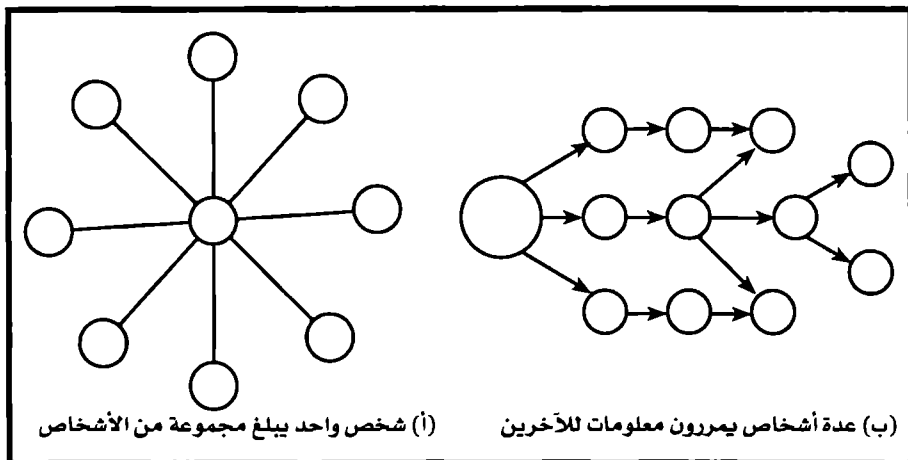 (أ) شخص واحد يبلغ مجموعة من الأشخاص
(ب) عدة أشخاص يمررون معلومات للآخرين